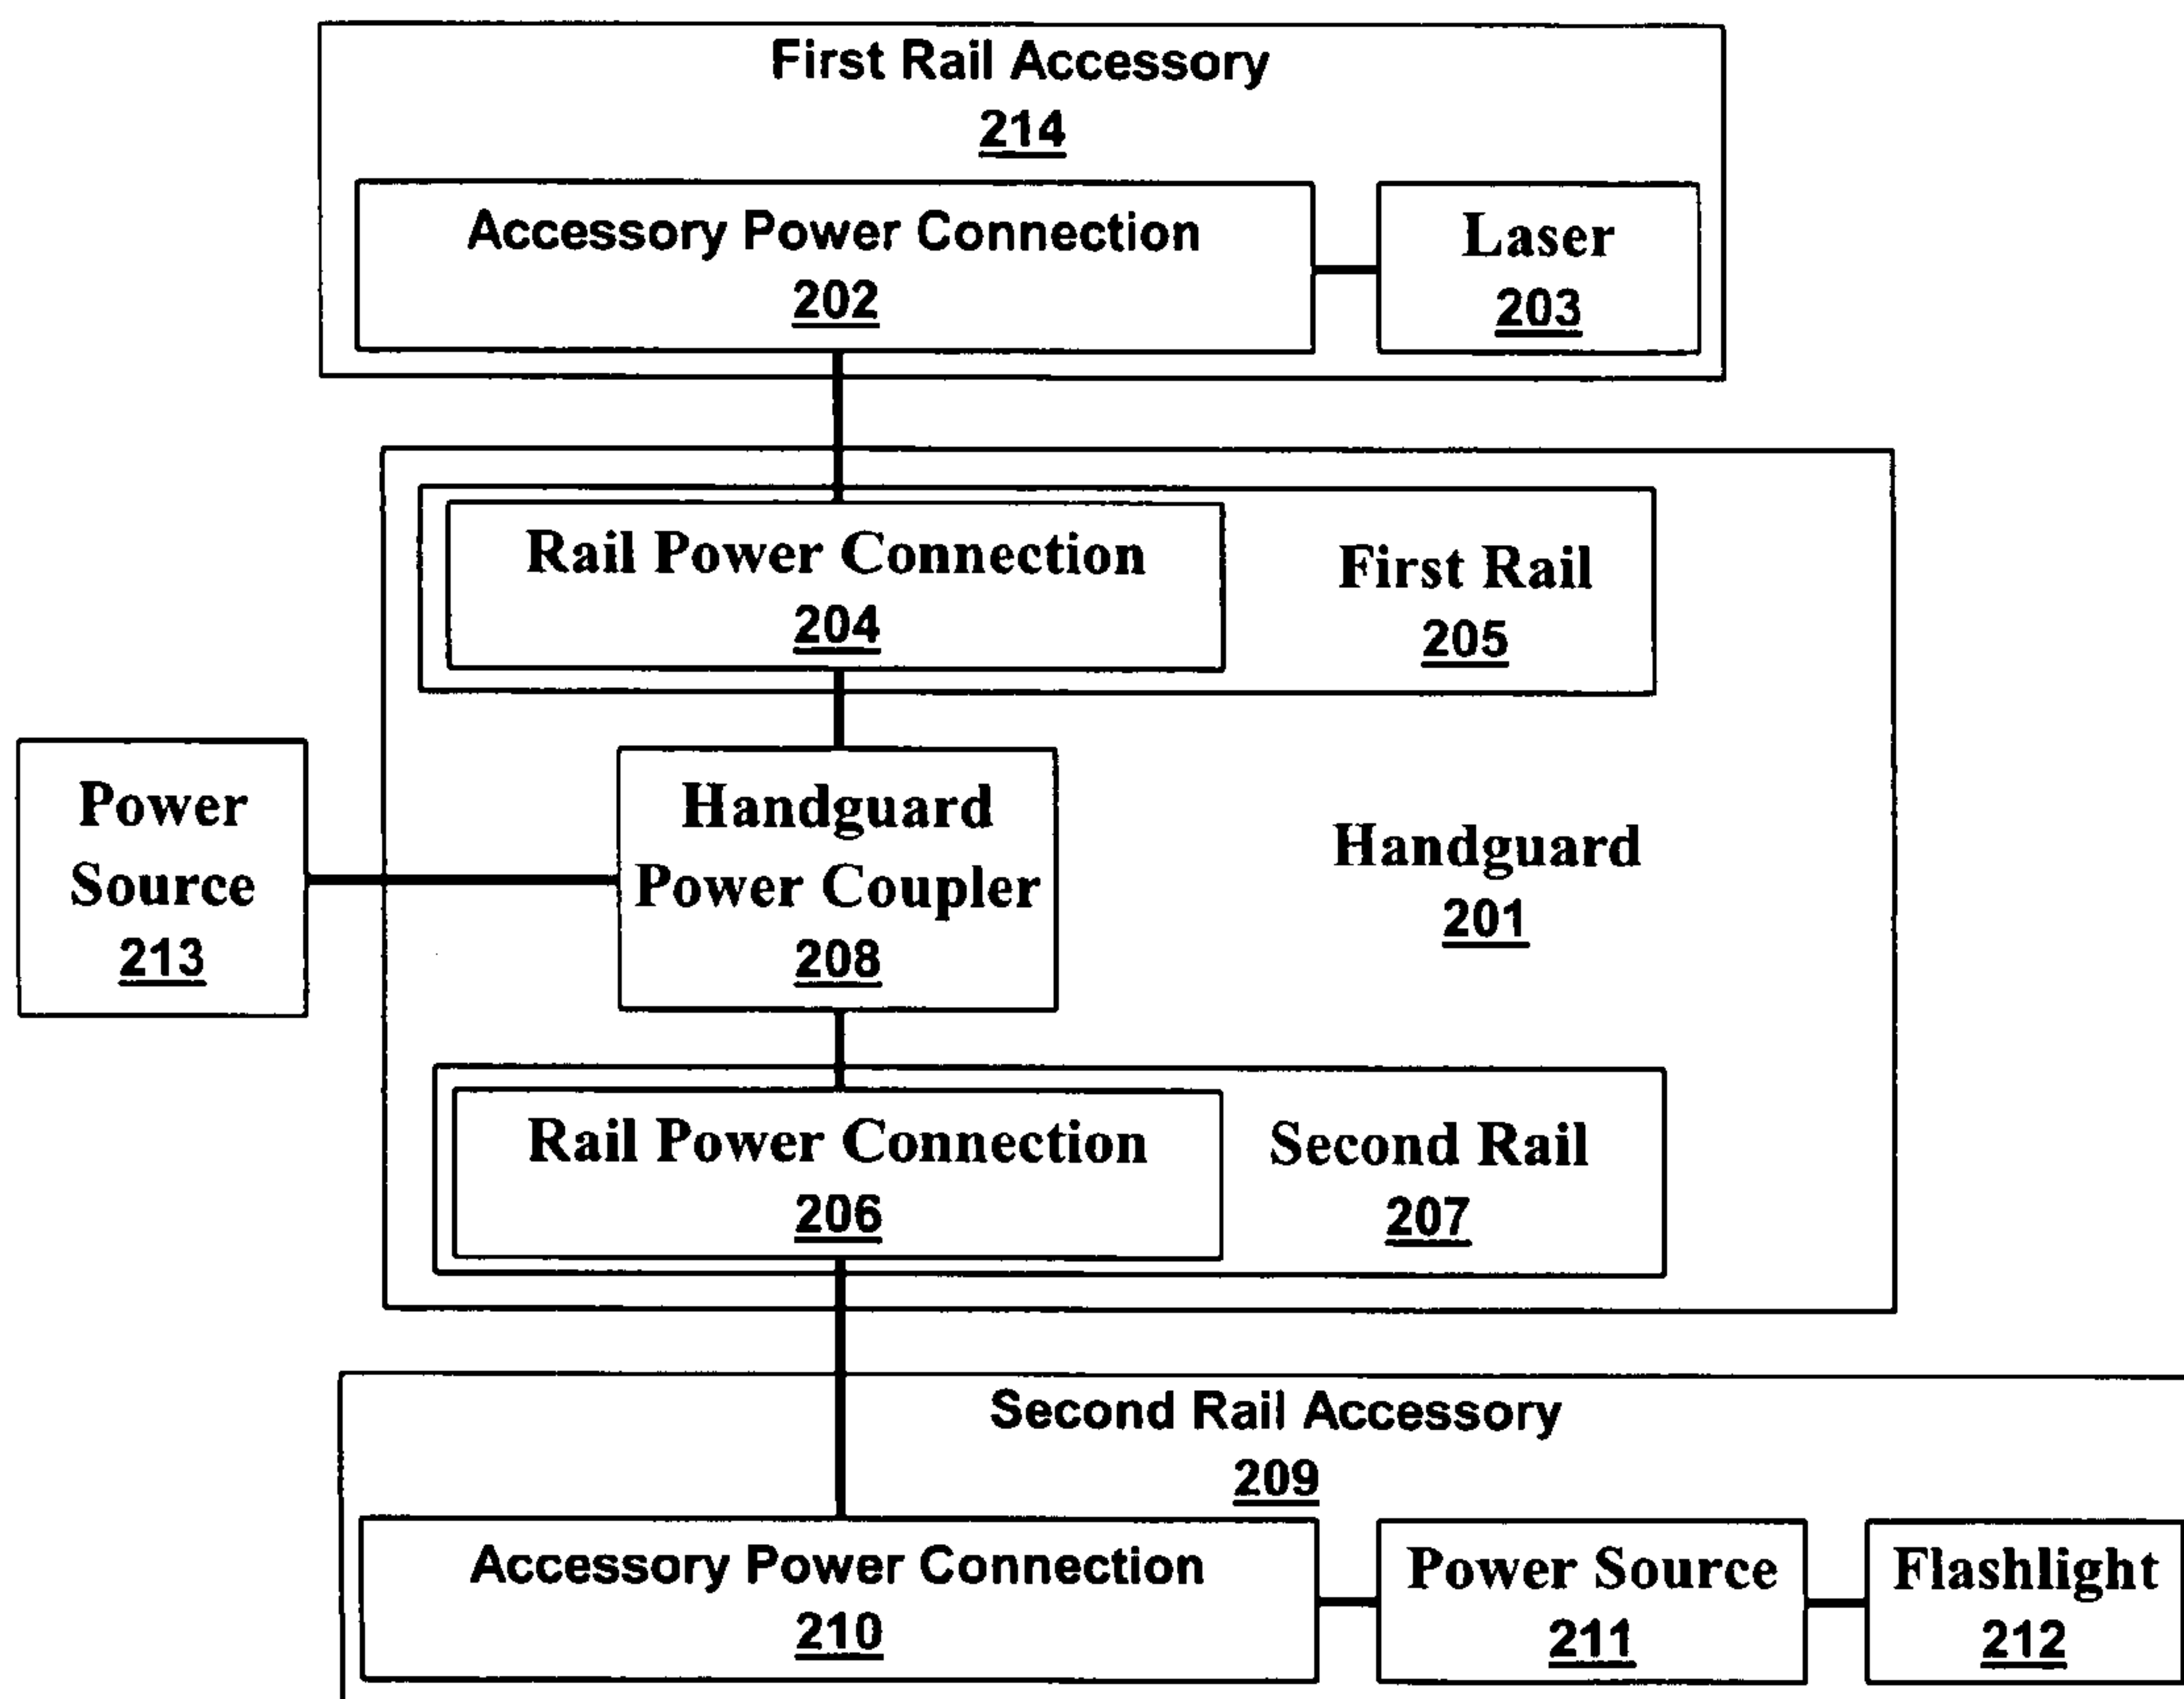 First Rail Accessory
214
Accessory Power Connection
202
Laser
203
Rail Power Connection
204
First Rail
205
Power
Source
213
Handguard
Power Coupler
208
Handguard
201
Rail Power Connection
206
Second Rail
207
Second Rail Accessory
209
Accessory Power Connection
210
Power Source
211
Flashlight
212